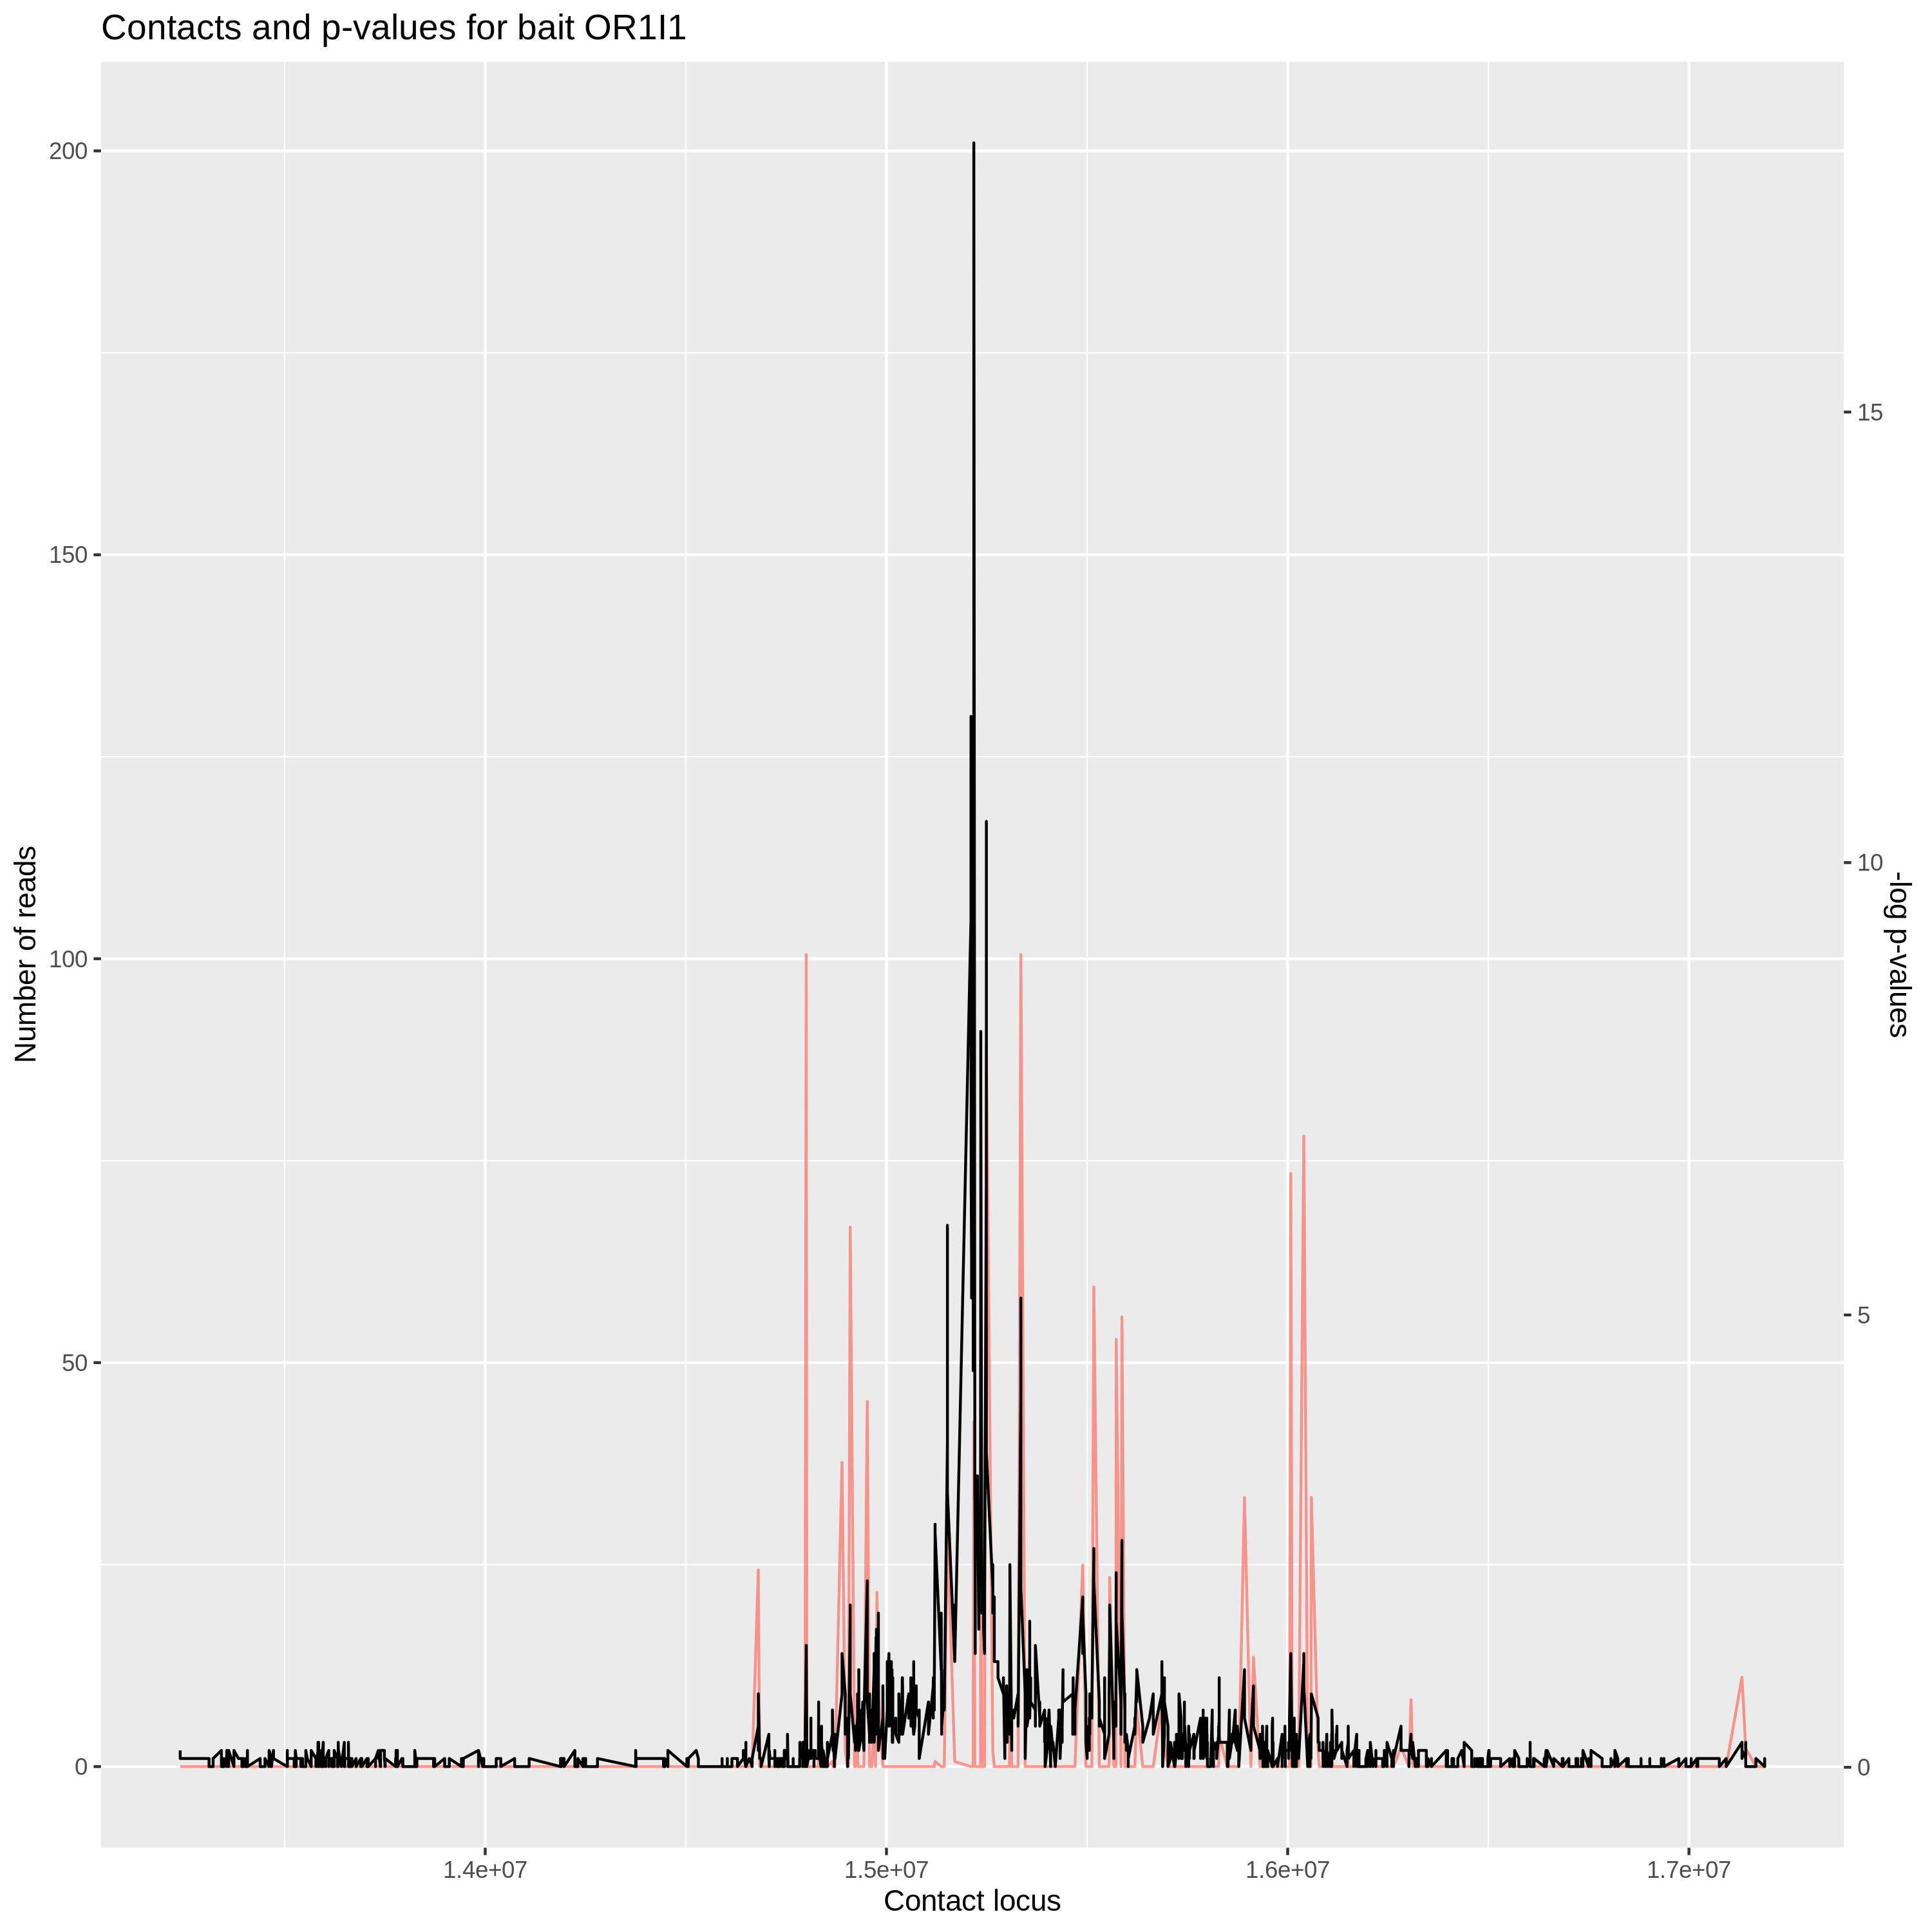 Contacts and p-values for bait OR1I1
Number of reads
200
150
100
50
0
15
10
5
0
-log p-values
1.4e+07
1.5e+07
1.6e+07
1.7e+07
Contact locus